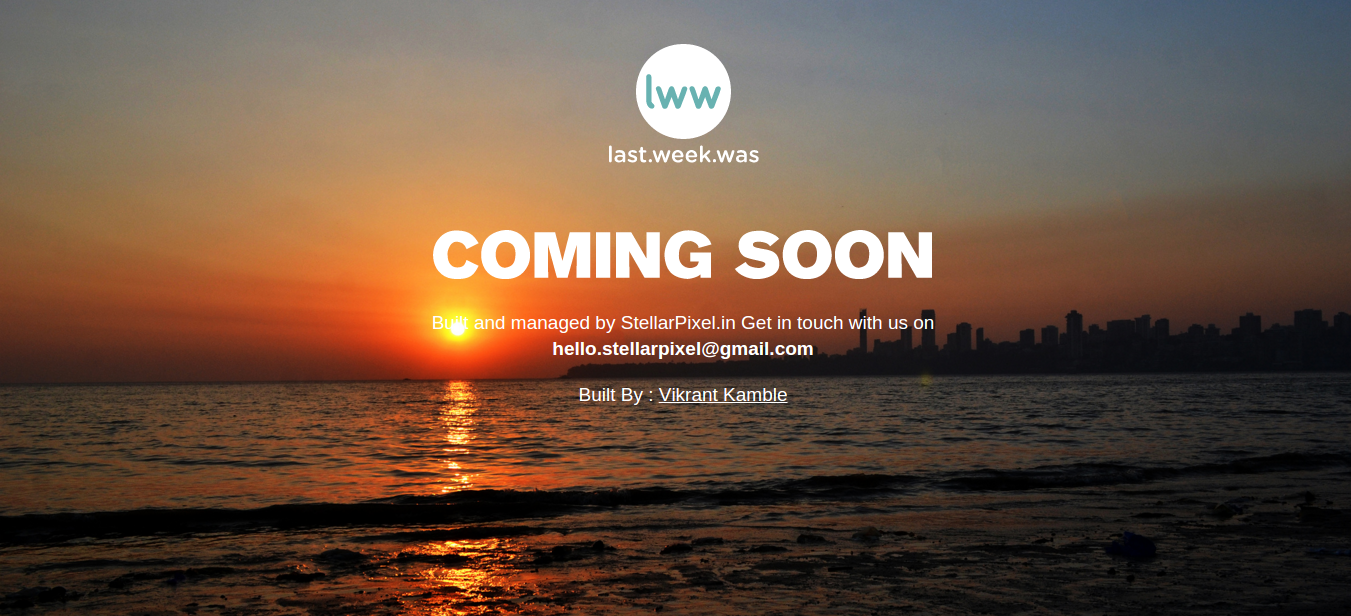 lww
last.week.was
COMING SOON
Built and managed by StellarPixel.in Get in touch with us on
hello.stellarpixel@gmail.com
Built By : Vikrant Kamble